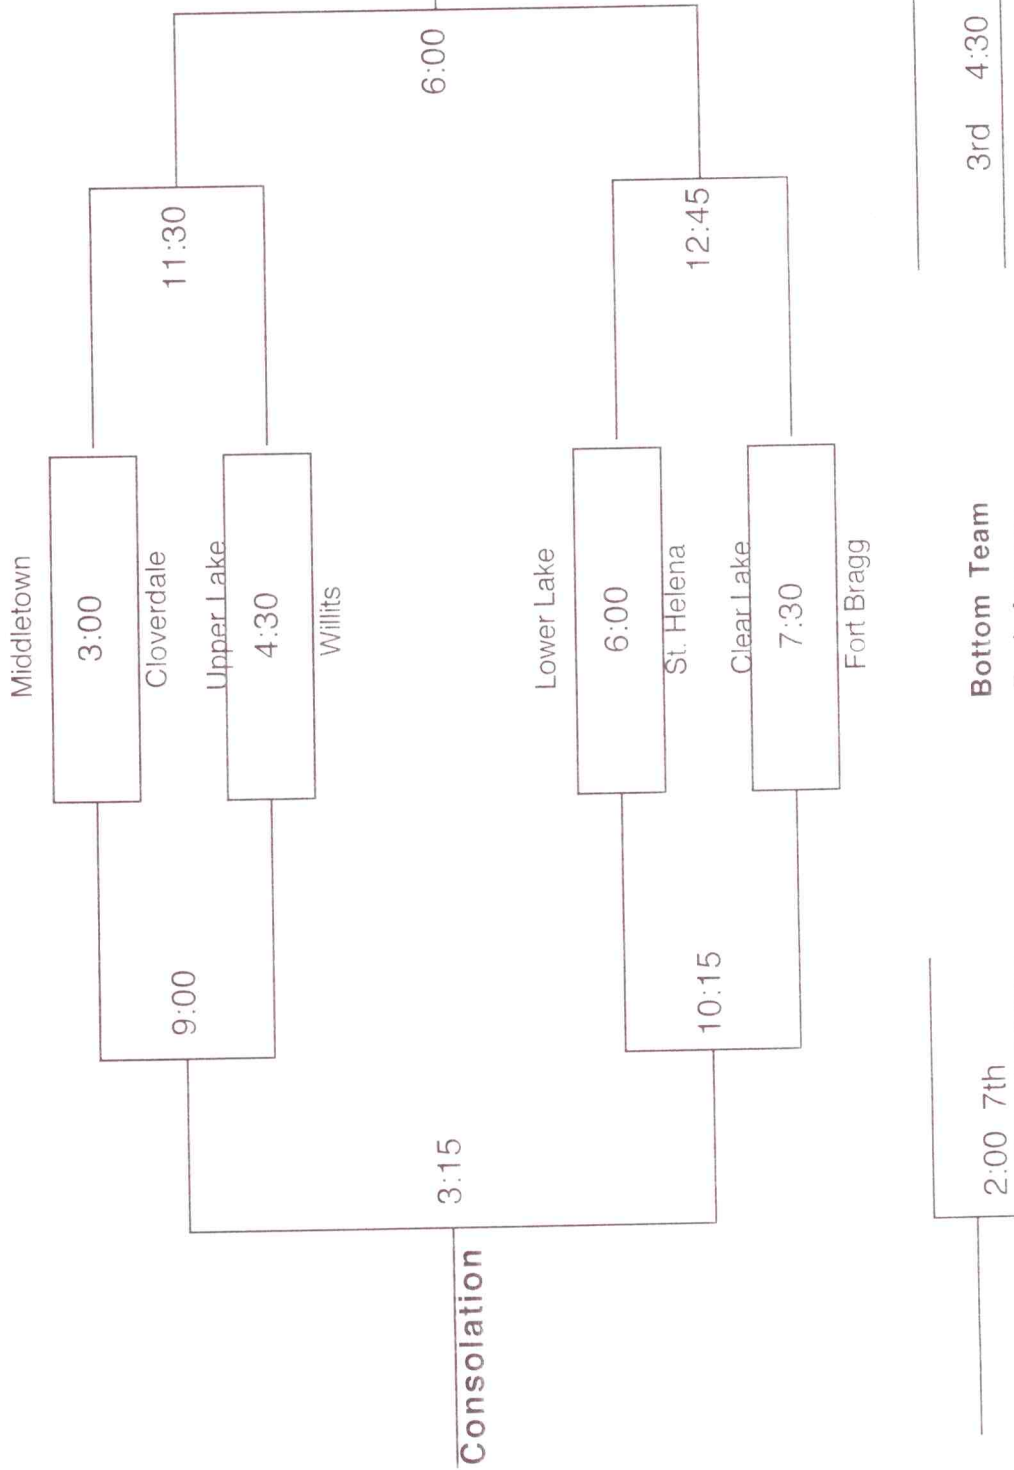 Middletown
3:00
Cloverdale
Upper Lake
4:30
Willits
9:00
11:30
Lower Lake
6:00
St. Helena
Clear Lake
7:30
Fort Bragg
10:15
12:45
3:15
6:00
Consolation
Bottom Team
2:00 7th
3rd 4:30